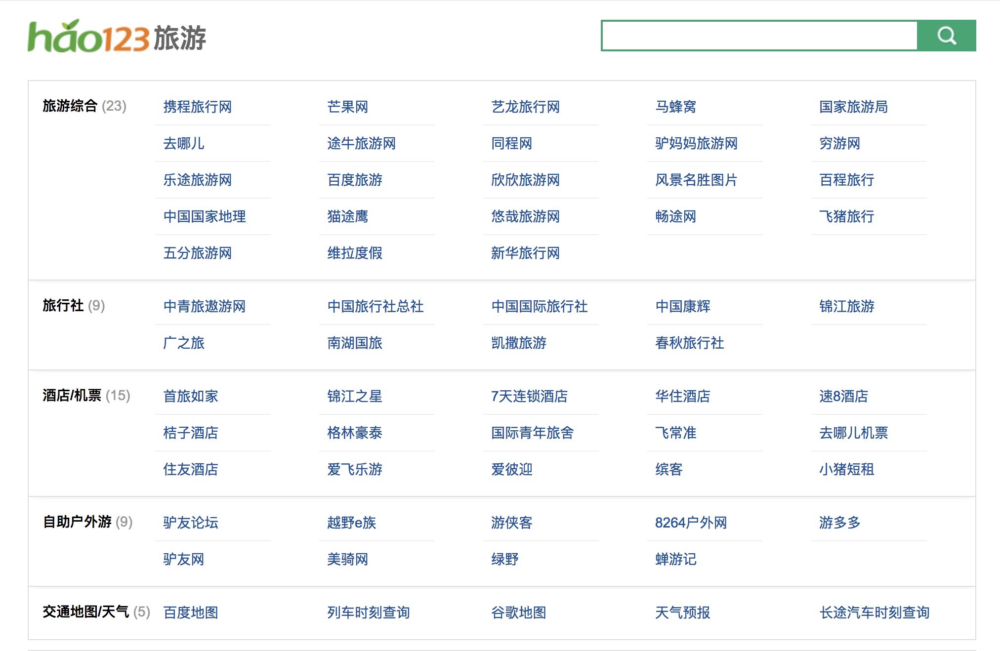 hao123旅游
旅游综合 (23) 携程旅行网 芒果网 艺龙旅行网 马蜂窝 国家旅游局
去哪儿 途牛旅游网 同程网 驴妈妈旅游网 穷游网
乐途旅游网 百度旅游 欣欣旅游网 风景名胜图片 百程旅行
中国国家地理 猫途鹰 悠哉旅游网 畅途网 飞猪旅行
五分旅游网 维拉度假 新华旅行网
旅行社 (9) 中青旅遨游网 中国旅行社总社 中国国际旅行社 中国康辉 锦江旅游
广之旅 南湖国旅 凯撒旅游 春秋旅行社
酒店/机票 (15) 首旅如家 锦江之星 7天连锁酒店 华住酒店 速8酒店
桔子酒店 格林豪泰 国际青年旅舍 飞常准 去哪儿机票
住友酒店 爱飞乐游 爱彼迎 缤客 小猪短租
自助户外游 (9) 驴友论坛 越野e族 游侠客 8264户外网 游多多
驴友网 美骑网 绿野 蝉游记
交通地图/天气 (5) 百度地图 列车时刻查询 谷歌地图 天气预报 长途汽车时刻查询